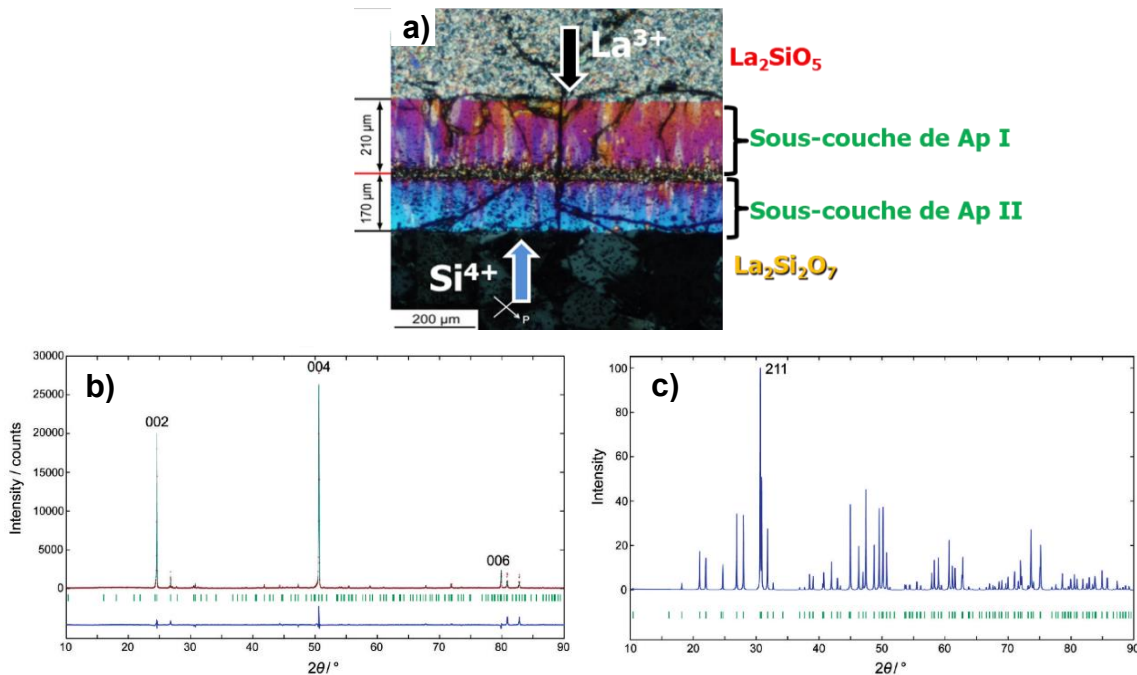 a)
La³⁺
La₂SiO₅
210 µm
Sous-couche de Ap I
170 µm
Sous-couche de Ap II
Si⁴⁺
La₂Si₂O₇
200 µm
P
b)
30000
25000
20000
15000
10000
5000
0
Intensity / counts
002
004
006
10 20 30 40 50 60 70 80 90
2θ / °
c)
100
80
60
40
20
0
Intensity
211
10 20 30 40 50 60 70 80 90
2θ / °